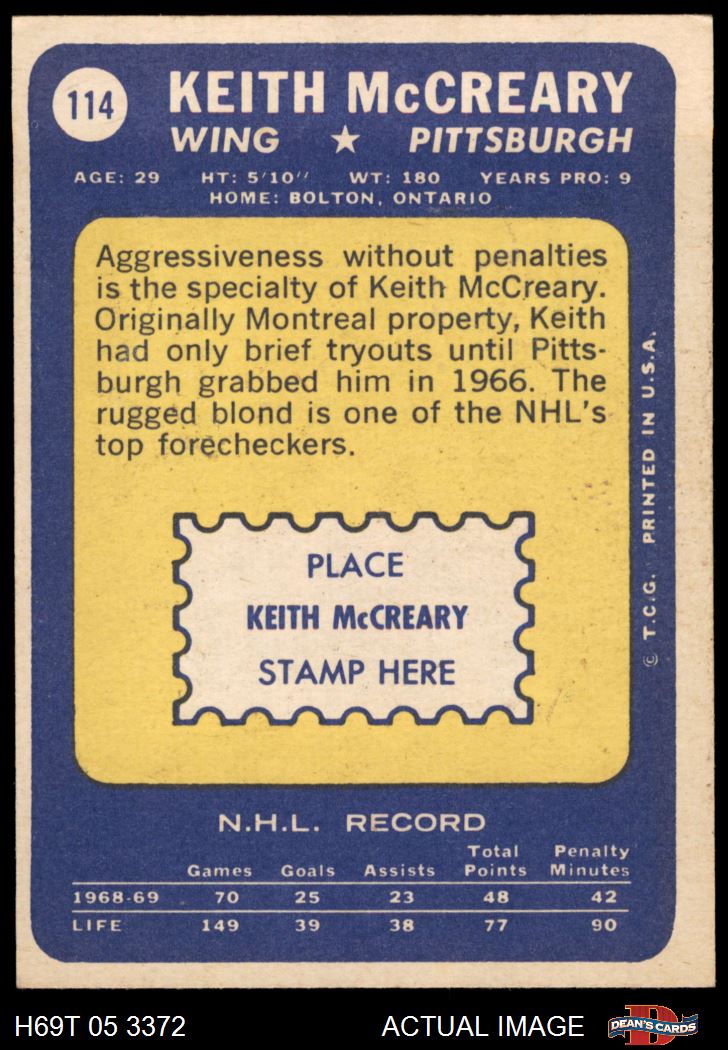 114
KEITH McCREARY
WING ★ PITTSBURGH
AGE: 29 HT: 5'10'' WT: 180 YEARS PRO: 9
HOME: BOLTON, ONTARIO
Aggressiveness without penalties
is the specialty of Keith McCreary.
Originally Montreal property, Keith
had only brief tryouts until Pitts-
burgh grabbed him in 1966. The
rugged blond is one of the NHL's
top forecheckers.
PLACE
KEITH McCREARY
STAMP HERE
© T.C.G. PRINTED IN U.S.A.
N.H.L. RECORD
Games Goals Assists Total Points Penalty Minutes
1968-69 70 25 23 48 42
LIFE 149 39 38 77 90
H69T 05 3372 ACTUAL IMAGE D DEAN'S CARDS